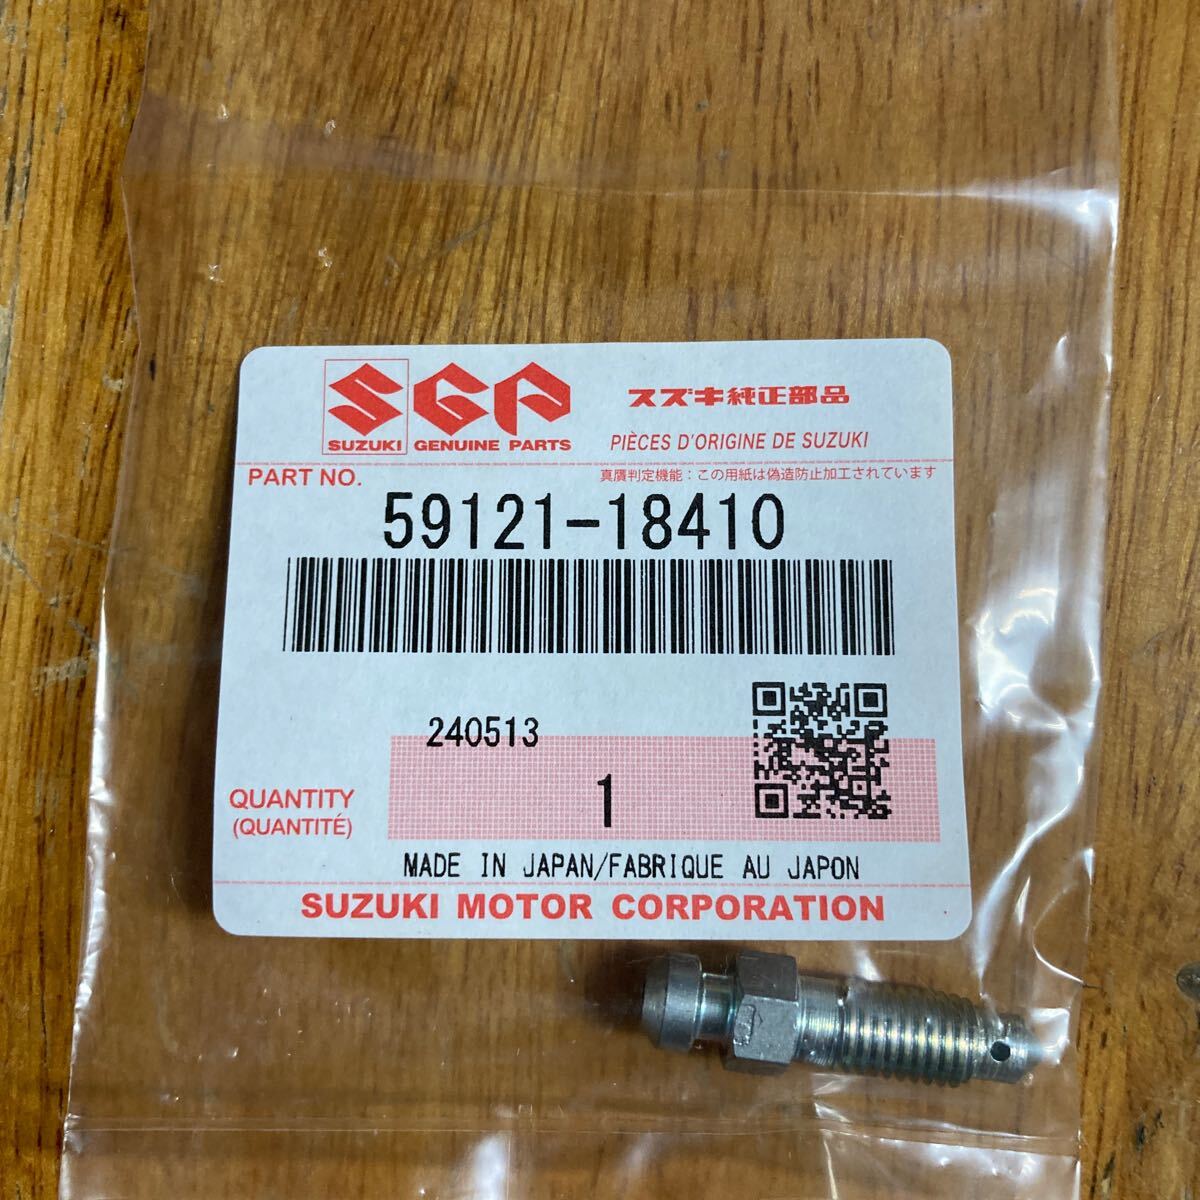 SGP
SUZUKI GENUINE PARTS
スズキ純正部品
PIÈCES D'ORIGINE DE SUZUKI
PART NO.
真贋判定機能：この用紙は偽造防止加工されています
59121-18410
240513
QUANTITY
(QUANTITÉ)
1
MADE IN JAPAN/FABRIQUE AU JAPON
SUZUKI MOTOR CORPORATION